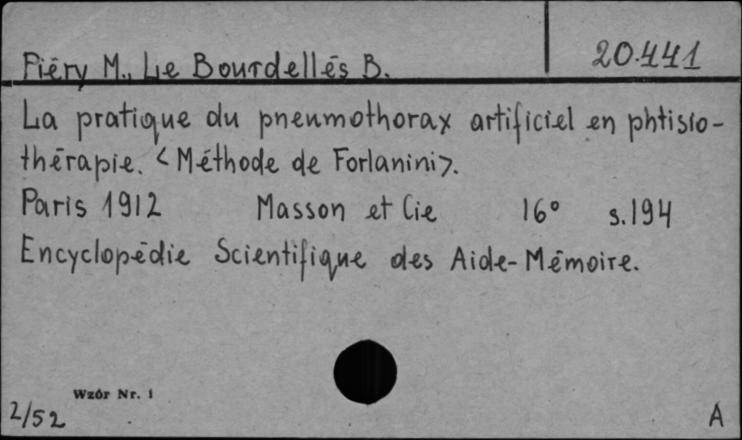 Piéry M., Le Bourdellés B.
20.441
La pratique du pneumothorax artificiel en phtisio-
thérapie. <Méthode de Forlanini>.
Paris 1912 Masson et Cie 16° s.194
Encyclopédie Scientifique des Aide-Mémoire.
Wzór Nr. 1
2/52
A